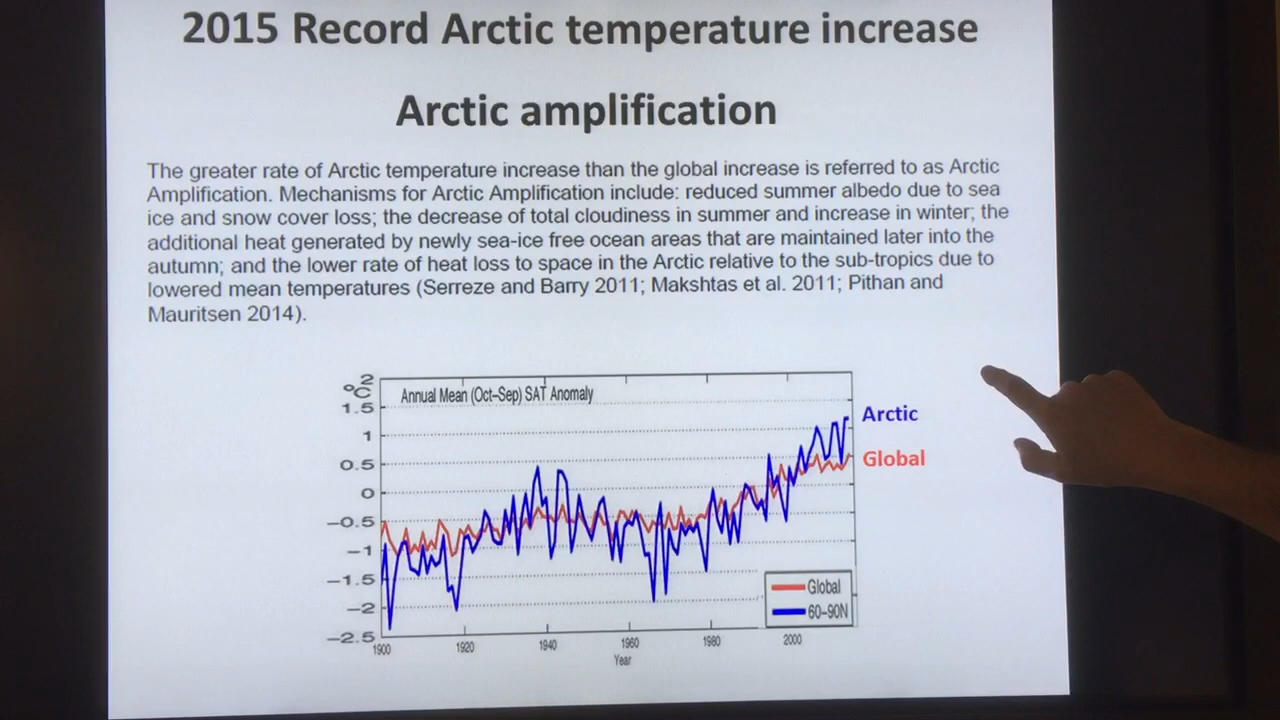 2015 Record Arctic temperature increase
Arctic amplification
The greater rate of Arctic temperature increase than the global increase is referred to as Arctic
Amplification. Mechanisms for Arctic Amplification include: reduced summer albedo due to sea
ice and snow cover loss; the decrease of total cloudiness in summer and increase in winter; the
additional heat generated by newly sea-ice free ocean areas that are maintained later into the
autumn; and the lower rate of heat loss to space in the Arctic relative to the sub-tropics due to
lowered mean temperatures (Serreze and Barry 2011; Makshtas et al. 2011; Pithan and
Mauritsen 2014).
2
°C
Annual Mean (Oct–Sep) SAT Anomaly
1.5
Arctic
1
Global
0.5
0
−0.5
−1
−1.5
Global
−2
60−90N
−2.5
1900 1920 1940 1960 1980 2000
Year